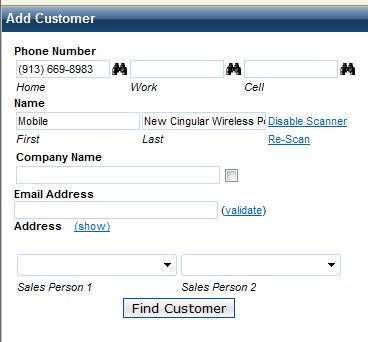 Add Customer
Phone Number
(913) 669-8983
Home Work Cell
Name
Mobile New Cingular Wireless Disable Scanner
First Last Re-Scan
Company Name
Email Address
(validate)
Address (show)
Sales Person 1 Sales Person 2
Find Customer